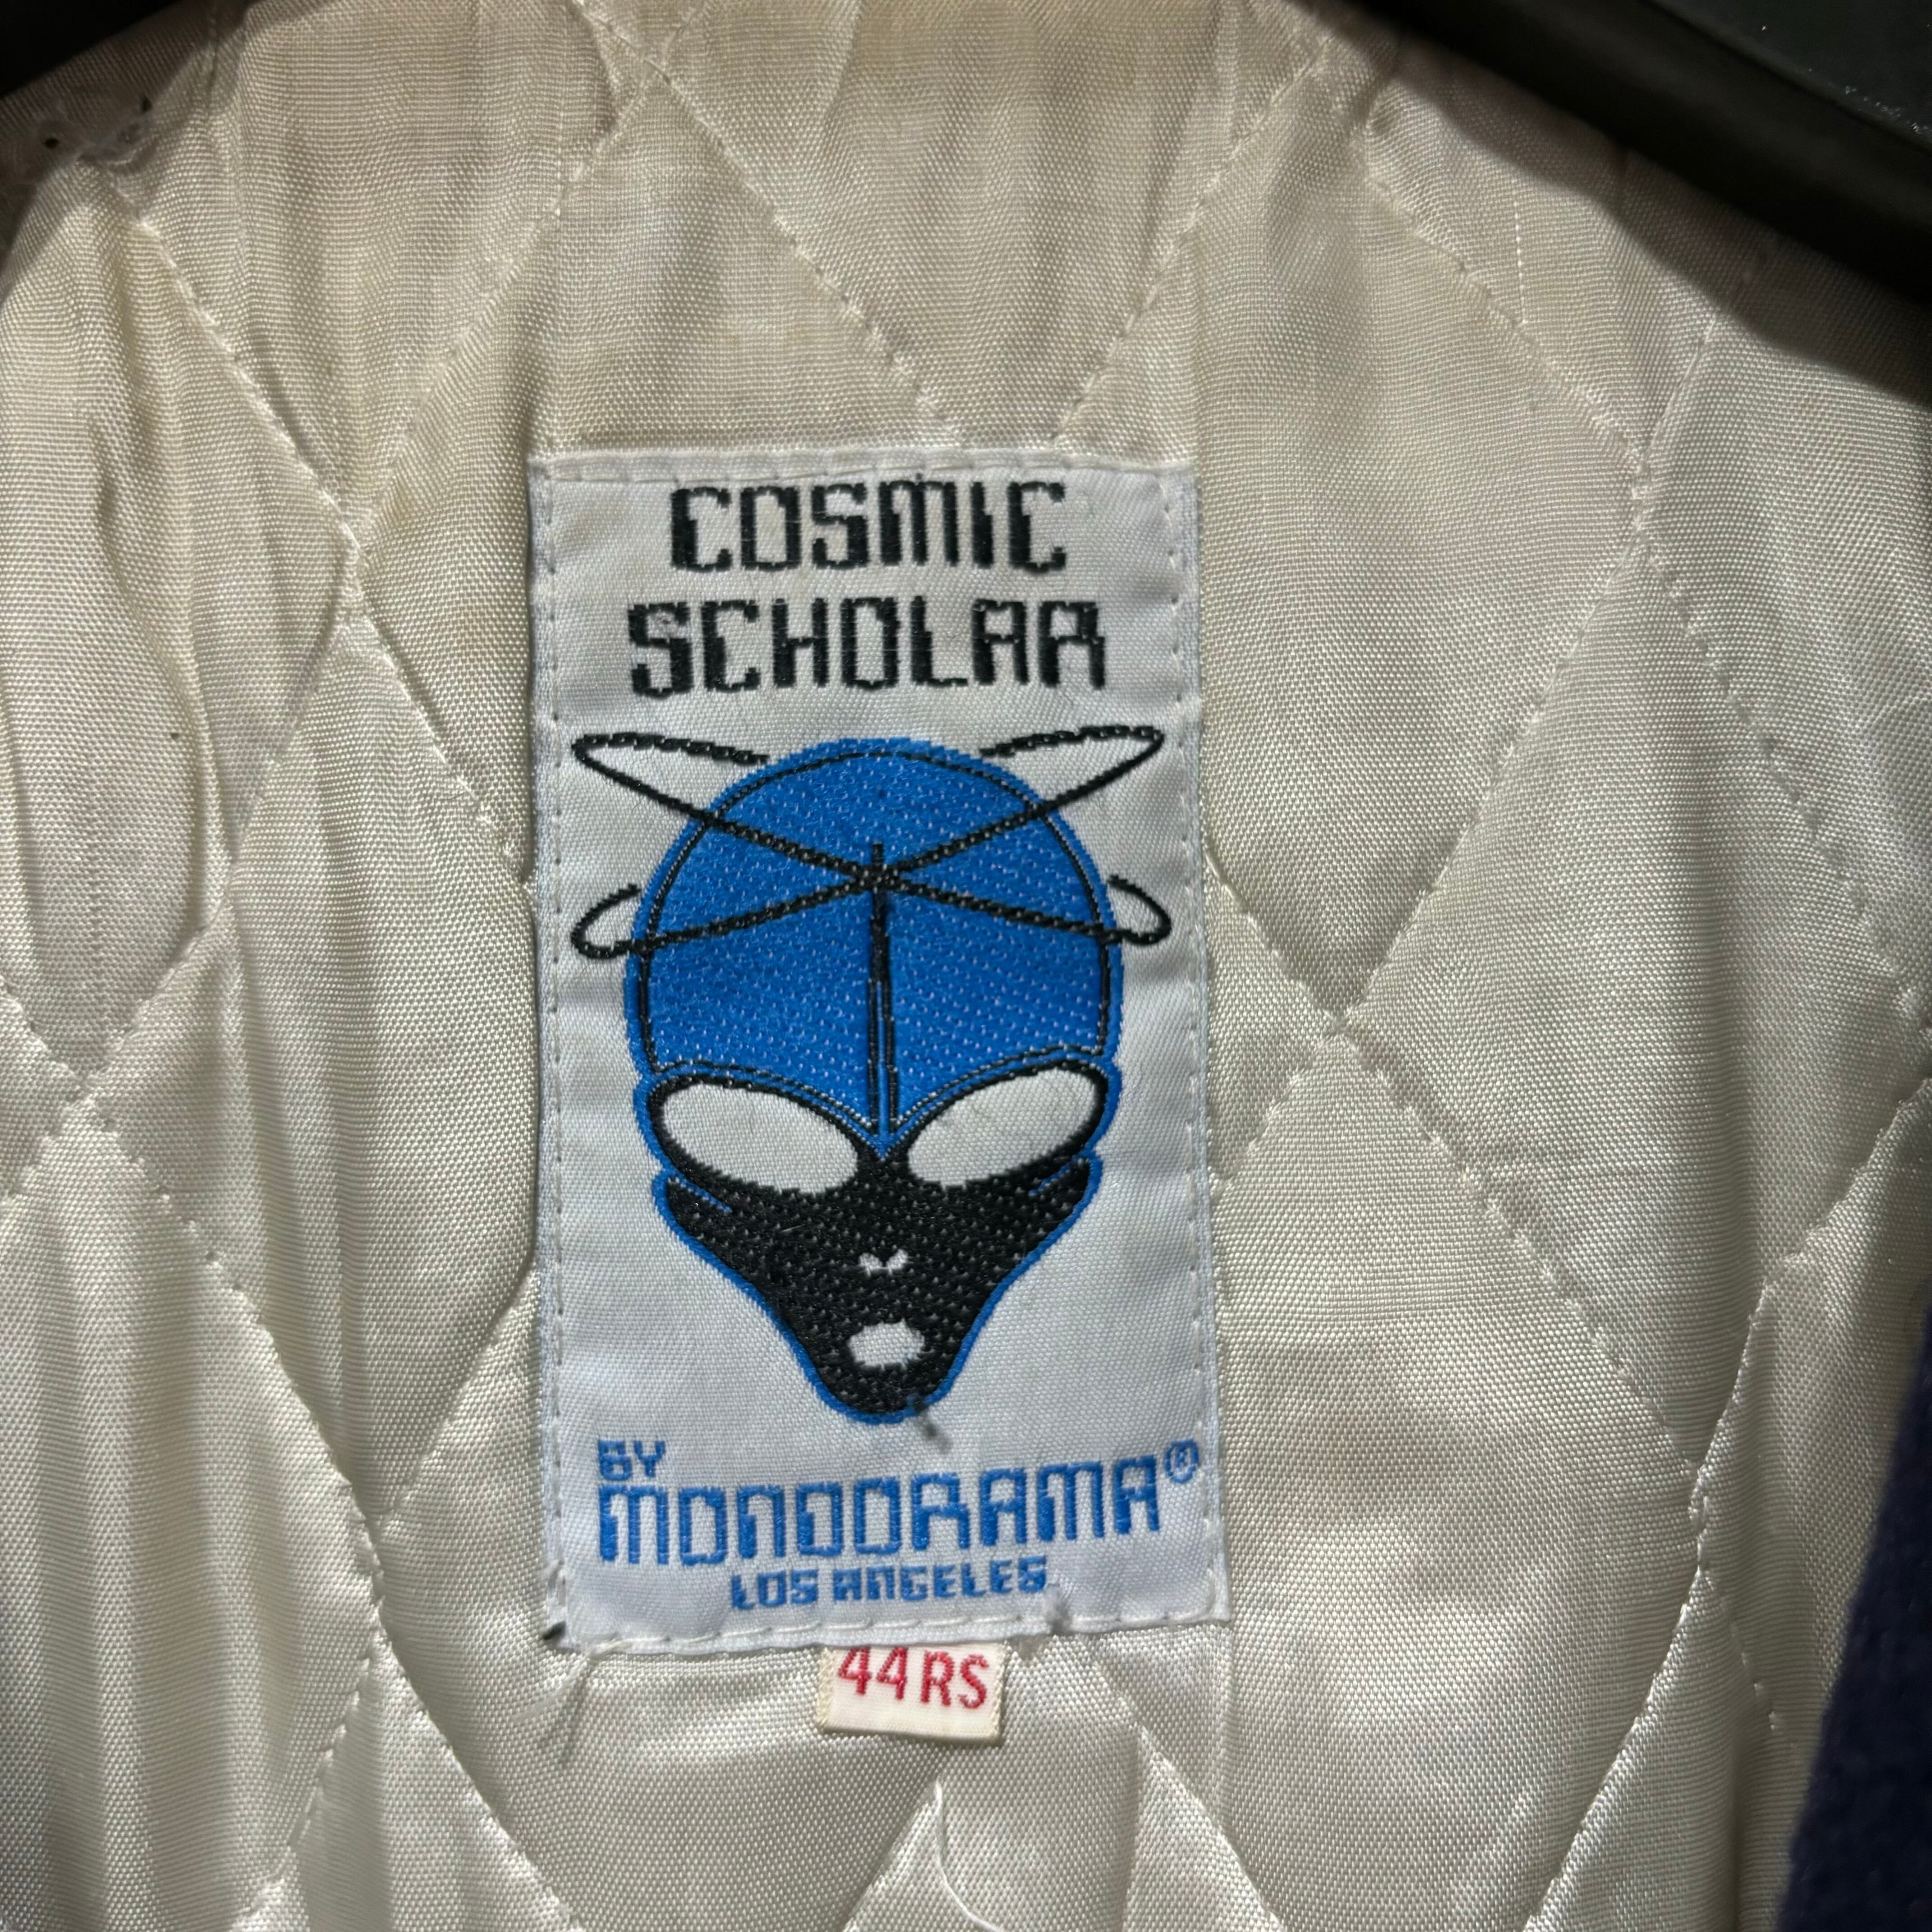 COSMIC
SCHOLAR
BY
MONODRAMA®
LOS ANGELES
44RS